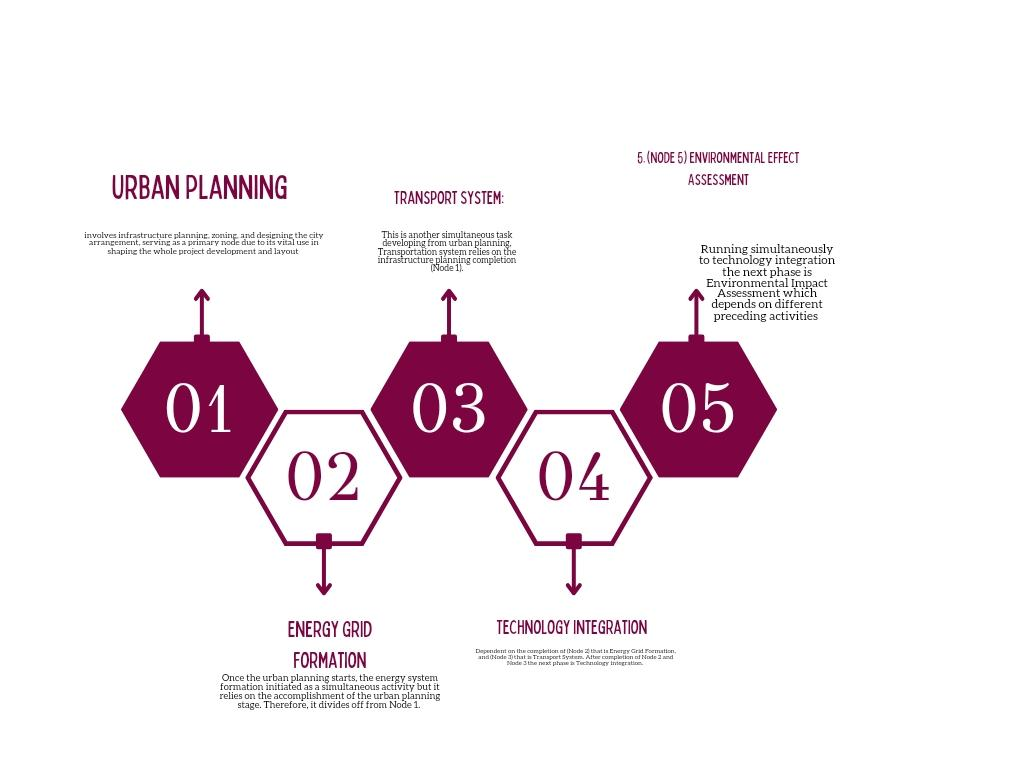 URBAN PLANNING
involves infrastructure planning, zoning, and designing the city
arrangement, serving as a primary node due to its vital use in
shaping the whole project development and layout
TRANSPORT SYSTEM:
This is another simultaneous task
developing from urban planning,
Transportation system relies on the
infrastructure planning completion
(Node 1).
5. (NODE 5) ENVIRONMENTAL EFFECT
ASSESSMENT
Running simultaneously
to technology integration
the next phase is
Environmental Impact
Assessment which
depends on different
preceding activities
01
02
03
04
05
ENERGY GRID
FORMATION
Once the urban planning starts, the energy system
formation initiated as a simultaneous activity but it
relies on the accomplishment of the urban planning
stage. Therefore, it divides off from Node 1.
TECHNOLOGY INTEGRATION
Dependent on the completion of (Node 2) that is Energy Grid Formation,
and (Node 3) that is Transport System. After completion of Node 2 and
Node 3 the next phase is Technology integration.